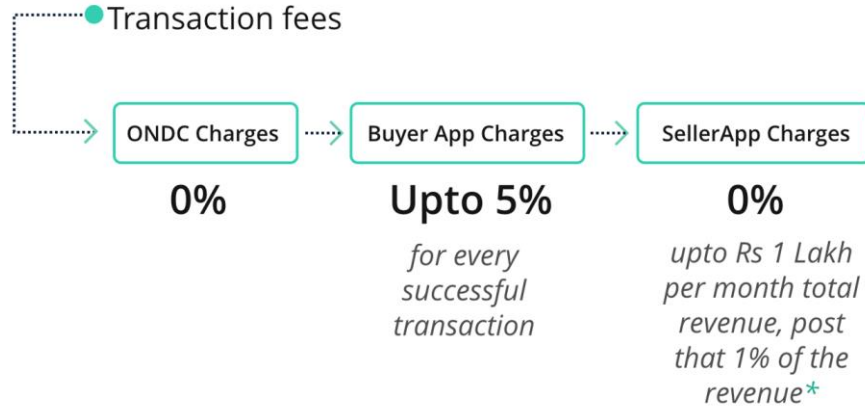 Transaction fees
ONDC Charges
Buyer App Charges
SellerApp Charges
0%
Upto 5%
0%
for every
successful
transaction
upto Rs 1 Lakh
per month total
revenue, post
that 1% of the
revenue*